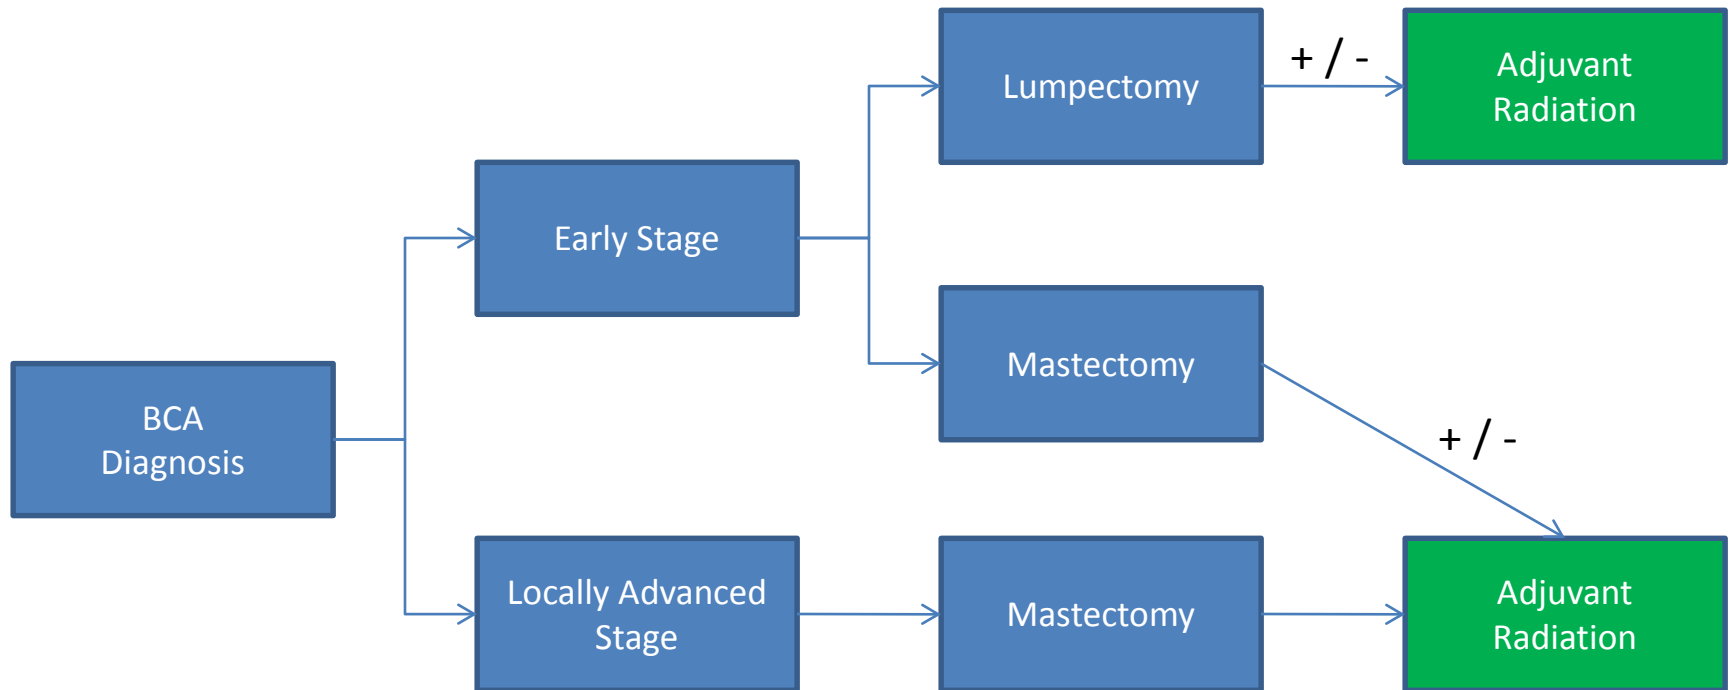 Lumpectomy
+ / -
Adjuvant
Radiation
Early Stage
Mastectomy
BCA
Diagnosis
+ / -
Locally Advanced
Stage
Mastectomy
Adjuvant
Radiation